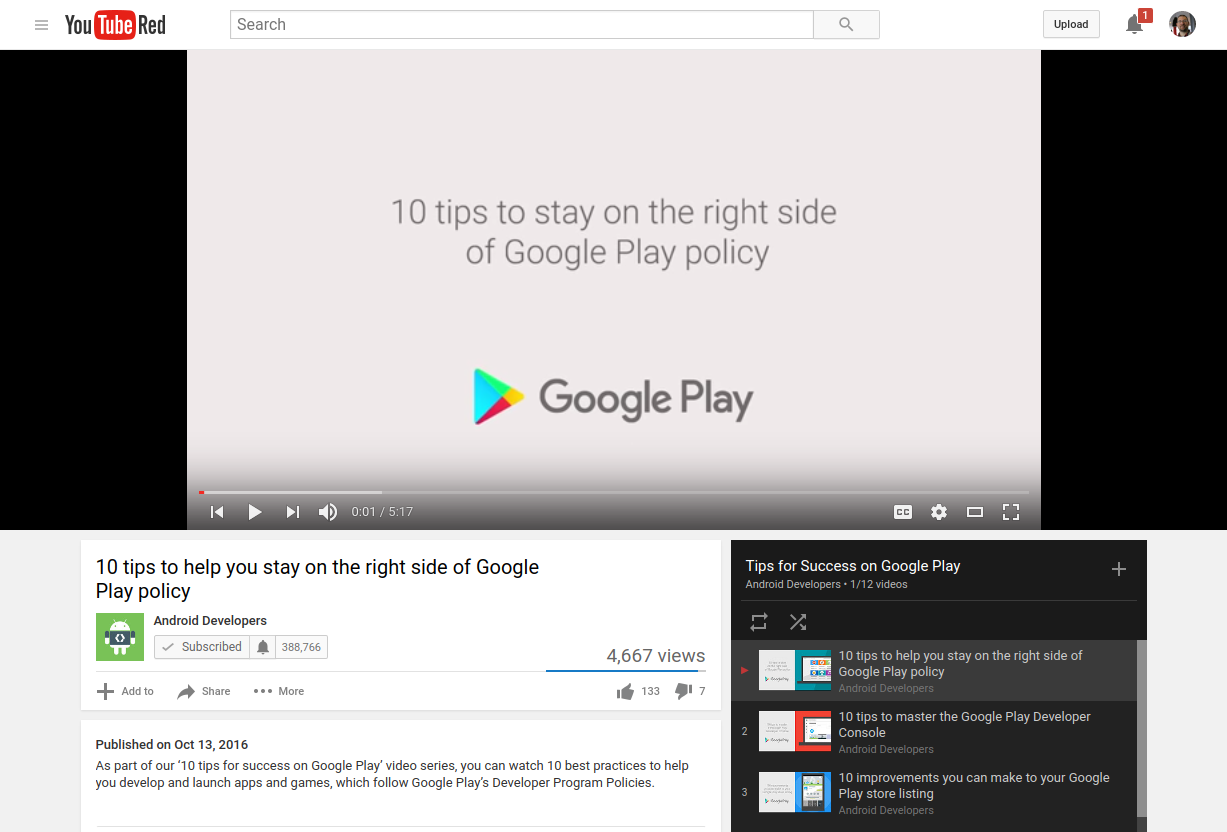 YouTube Red
Search
Upload
1
10 tips to stay on the right side
of Google Play policy
Google Play
0:01 / 5:17
CC
10 tips to help you stay on the right side of Google
Play policy
Android Developers
Subscribed
388,766
4,667 views
Add to
Share
More
133
7
Published on Oct 13, 2016
As part of our ‘10 tips for success on Google Play’ video series, you can watch 10 best practices to help
you develop and launch apps and games, which follow Google Play’s Developer Program Policies.
Tips for Success on Google Play
Android Developers • 1/12 videos
10 tips to help you stay on the right side of
Google Play policy
Android Developers
2
10 tips to master the Google Play Developer
Console
Android Developers
3
10 improvements you can make to your Google
Play store listing
Android Developers